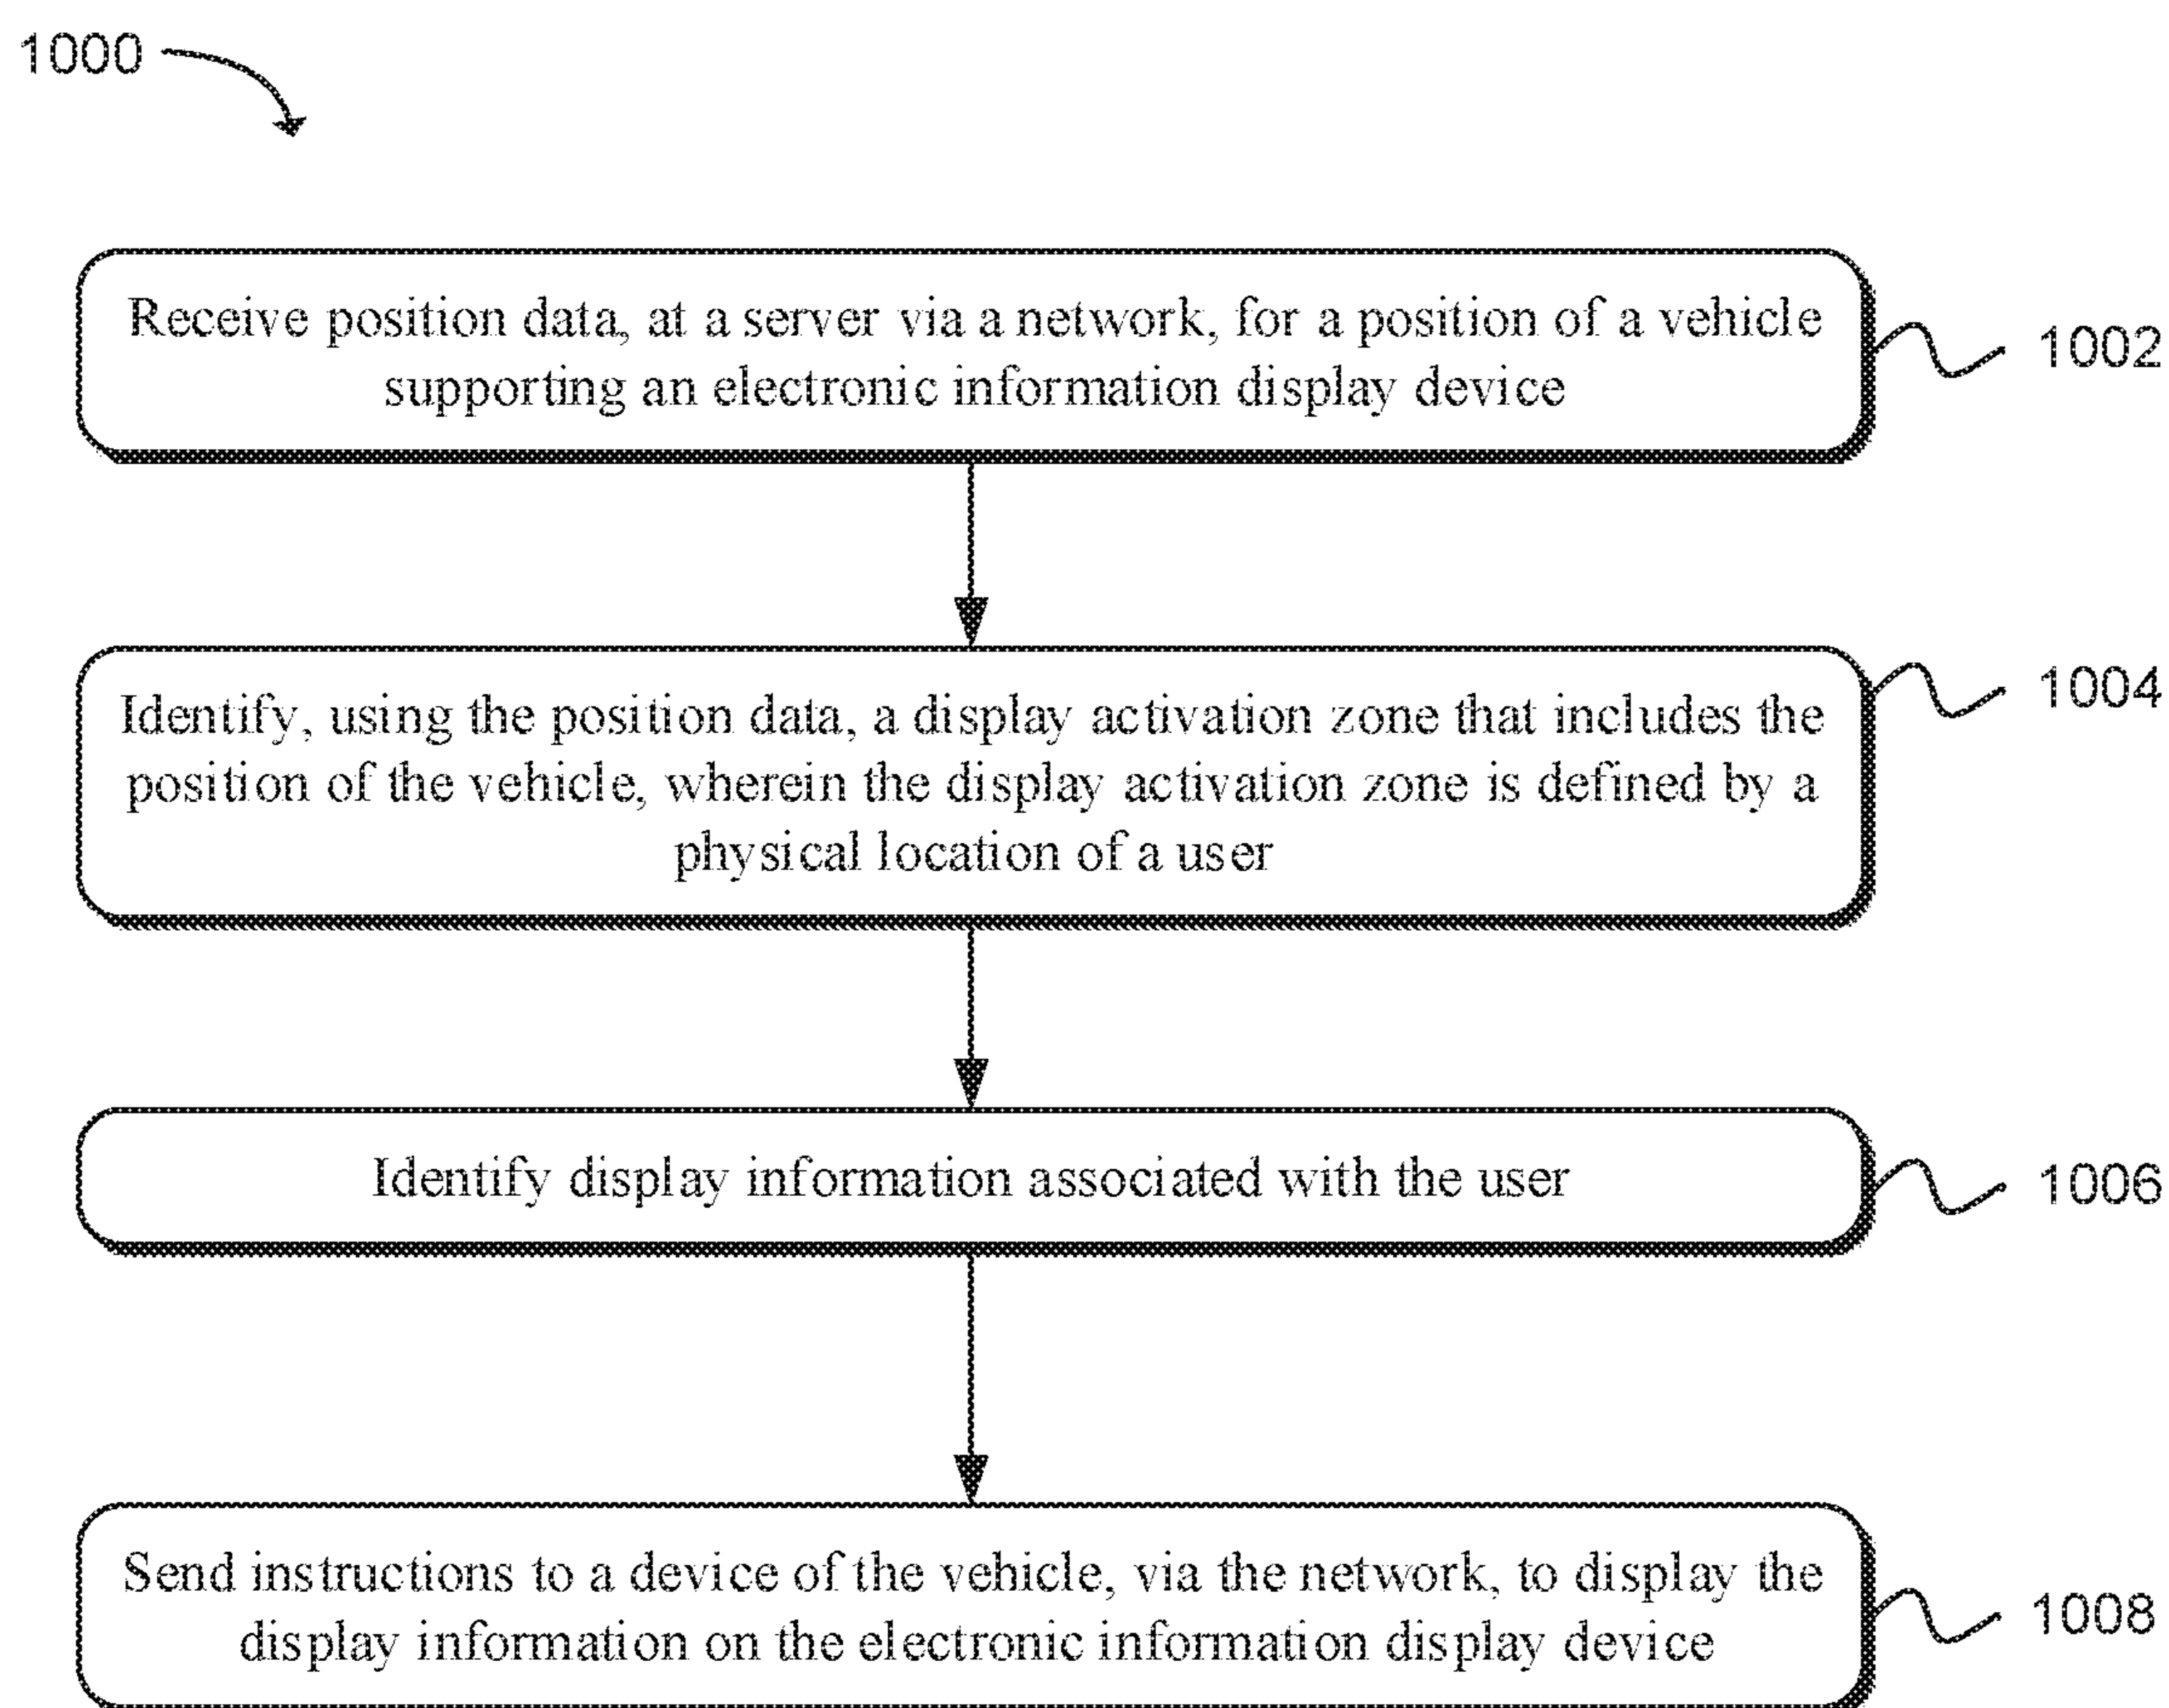 1000
Receive position data, at a server via a network, for a position of a vehicle
supporting an electronic information display device
1002
Identify, using the position data, a display activation zone that includes the
position of the vehicle, wherein the display activation zone is defined by a
physical location of a user
1004
Identify display information associated with the user
1006
Send instructions to a device of the vehicle, via the network, to display the
display information on the electronic information display device
1008